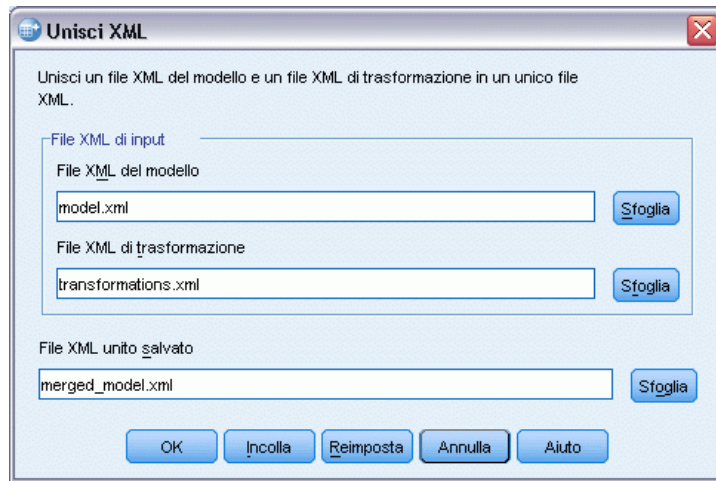 Unisci XML
Unisci un file XML del modello e un file XML di trasformazione in un unico file
XML.
File XML di input
File XML del modello
model.xml
Sfoglia
File XML di trasformazione
transformations.xml
Sfoglia
File XML unito salvato
merged_model.xml
Sfoglia
OK
Incolla
Reimposta
Annulla
Aiuto